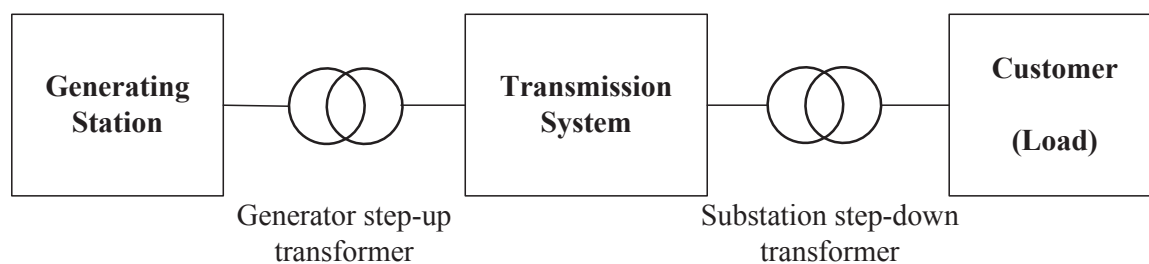 Generating
Station
Transmission
System
Customer
(Load)
Generator step-up
transformer
Substation step-down
transformer